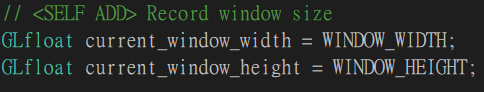 // <SELF ADD> Record window size
GLfloat current_window_width = WINDOW_WIDTH;
GLfloat current_window_height = WINDOW_HEIGHT;